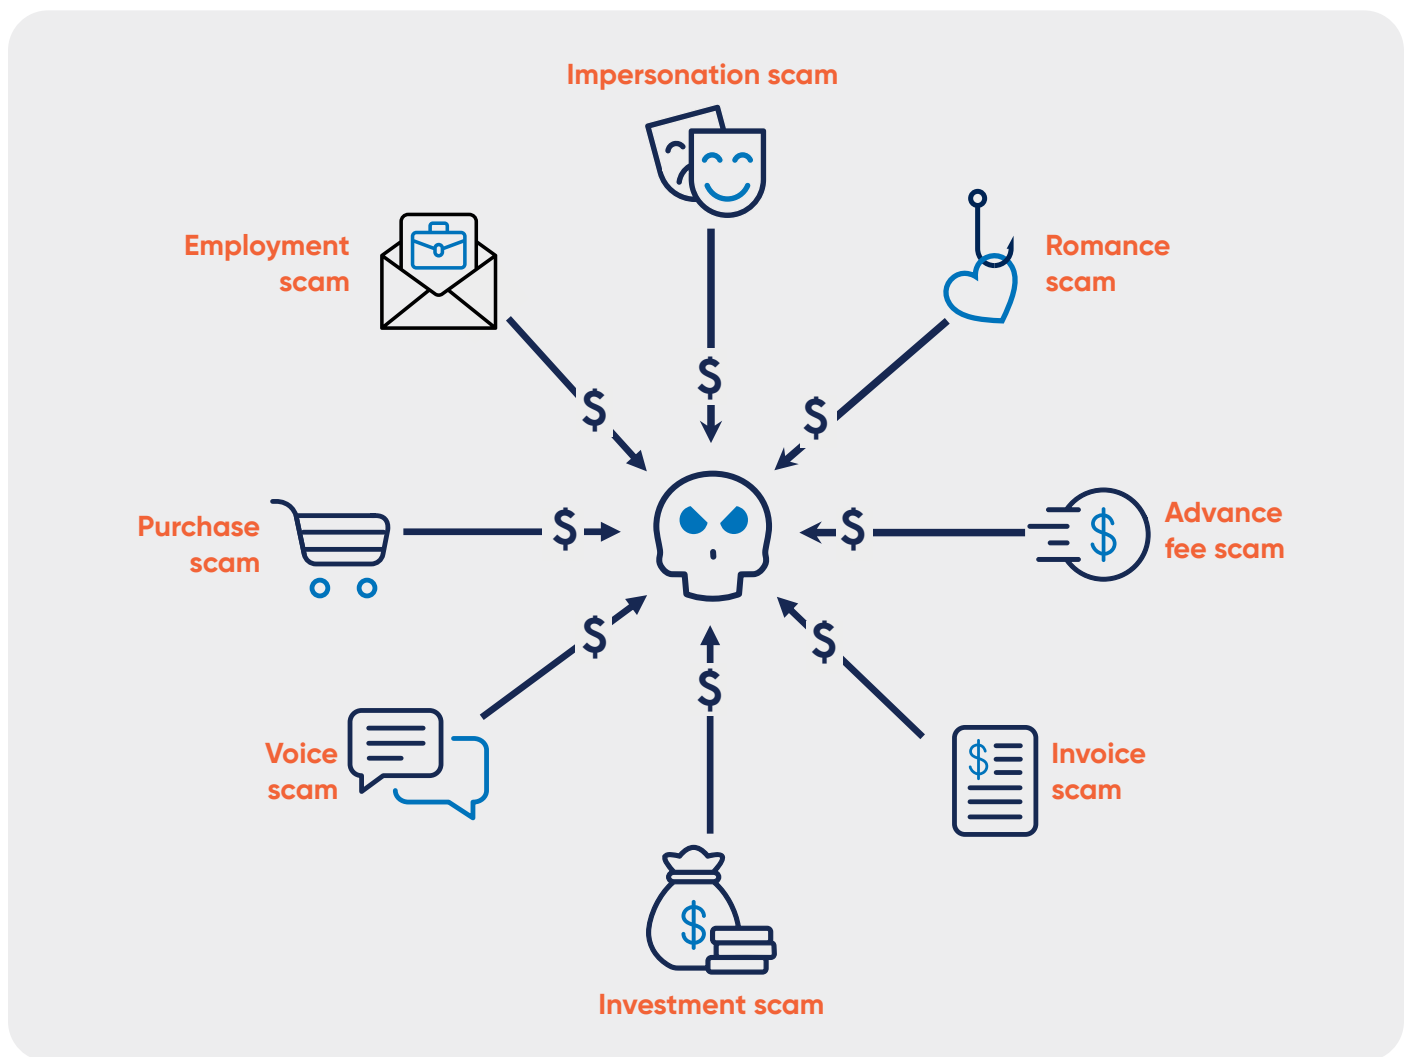 Impersonation scam
Employment
scam
Romance
scam
$
$
$
Purchase
scam
$
$
$
Advance
fee scam
$
$
$
Voice
scam
$
Invoice
scam
$
Investment scam